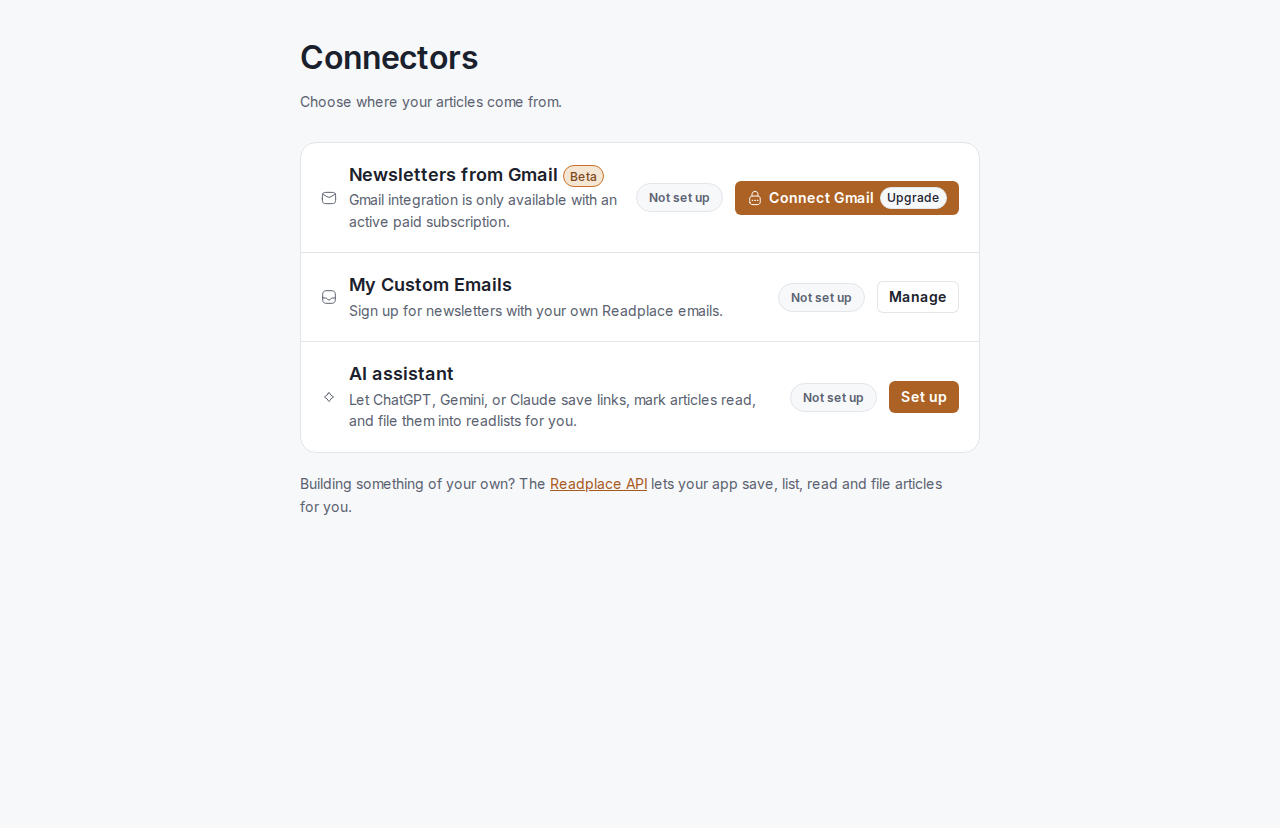 Connectors
Choose where your articles come from.
Newsletters from Gmail Beta
Gmail integration is only available with an
active paid subscription.
Not set up
Connect Gmail Upgrade
My Custom Emails
Sign up for newsletters with your own Readplace emails.
Not set up
Manage
AI assistant
Let ChatGPT, Gemini, or Claude save links, mark articles read,
and file them into readlists for you.
Not set up
Set up
Building something of your own? The Readplace API lets your app save, list, read and file articles
for you.